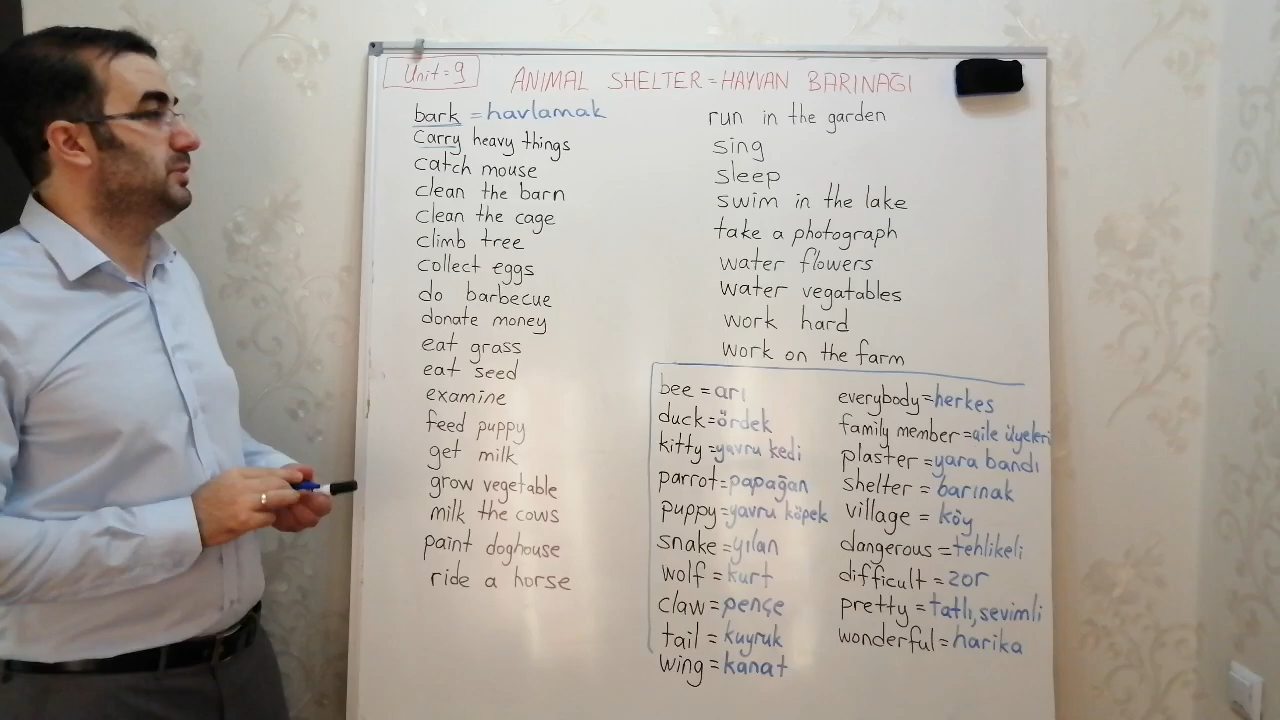 Unit=9
ANIMAL SHELTER=HAYVAN BARINAĞI
bark =havlamak
Carry heavy things
catch mouse
clean the barn
clean the cage
climb tree
collect eggs
do barbecue
donate money
eat grass
eat seed
examine
feed puppy
get milk
grow vegetable
milk the cows
paint doghouse
ride a horse
run in the garden
sing
sleep
swim in the lake
take a photograph
water flowers
water vegatables
work hard
work on the farm
bee =arı
duck=ördek
kitty=yavru kedi
parrot=papağan
puppy=yavru köpek
snake=yılan
wolf=kurt
claw=pençe
tail =kuyruk
wing=kanat
everybody=herkes
family member=aile üyeleri
plaster=yara bandı
shelter= barınak
village = köy
dangerous=tehlikeli
difficult =zor
pretty=tatlı,sevimli
wonderful=harika